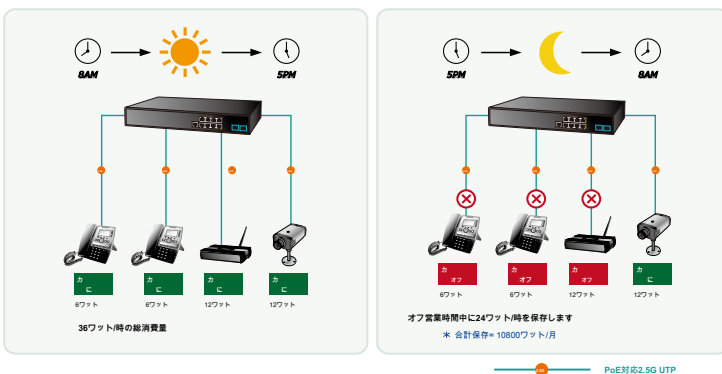 8AM
5PM
カ
に
カ
に
カ
に
カ
に
6ワット
6ワット
12ワット
12ワット
36ワッ卜/時の総消費量
5PM
8AM
カ
オフ
カ
オフ
カ
オフ
カ
に
6ワット
6ワット
12ワット
12ワット
オフ営業時間中に24ワット/時を保存します
* 合計保存= 10800ワット/月
PoE対応2.5G UTP